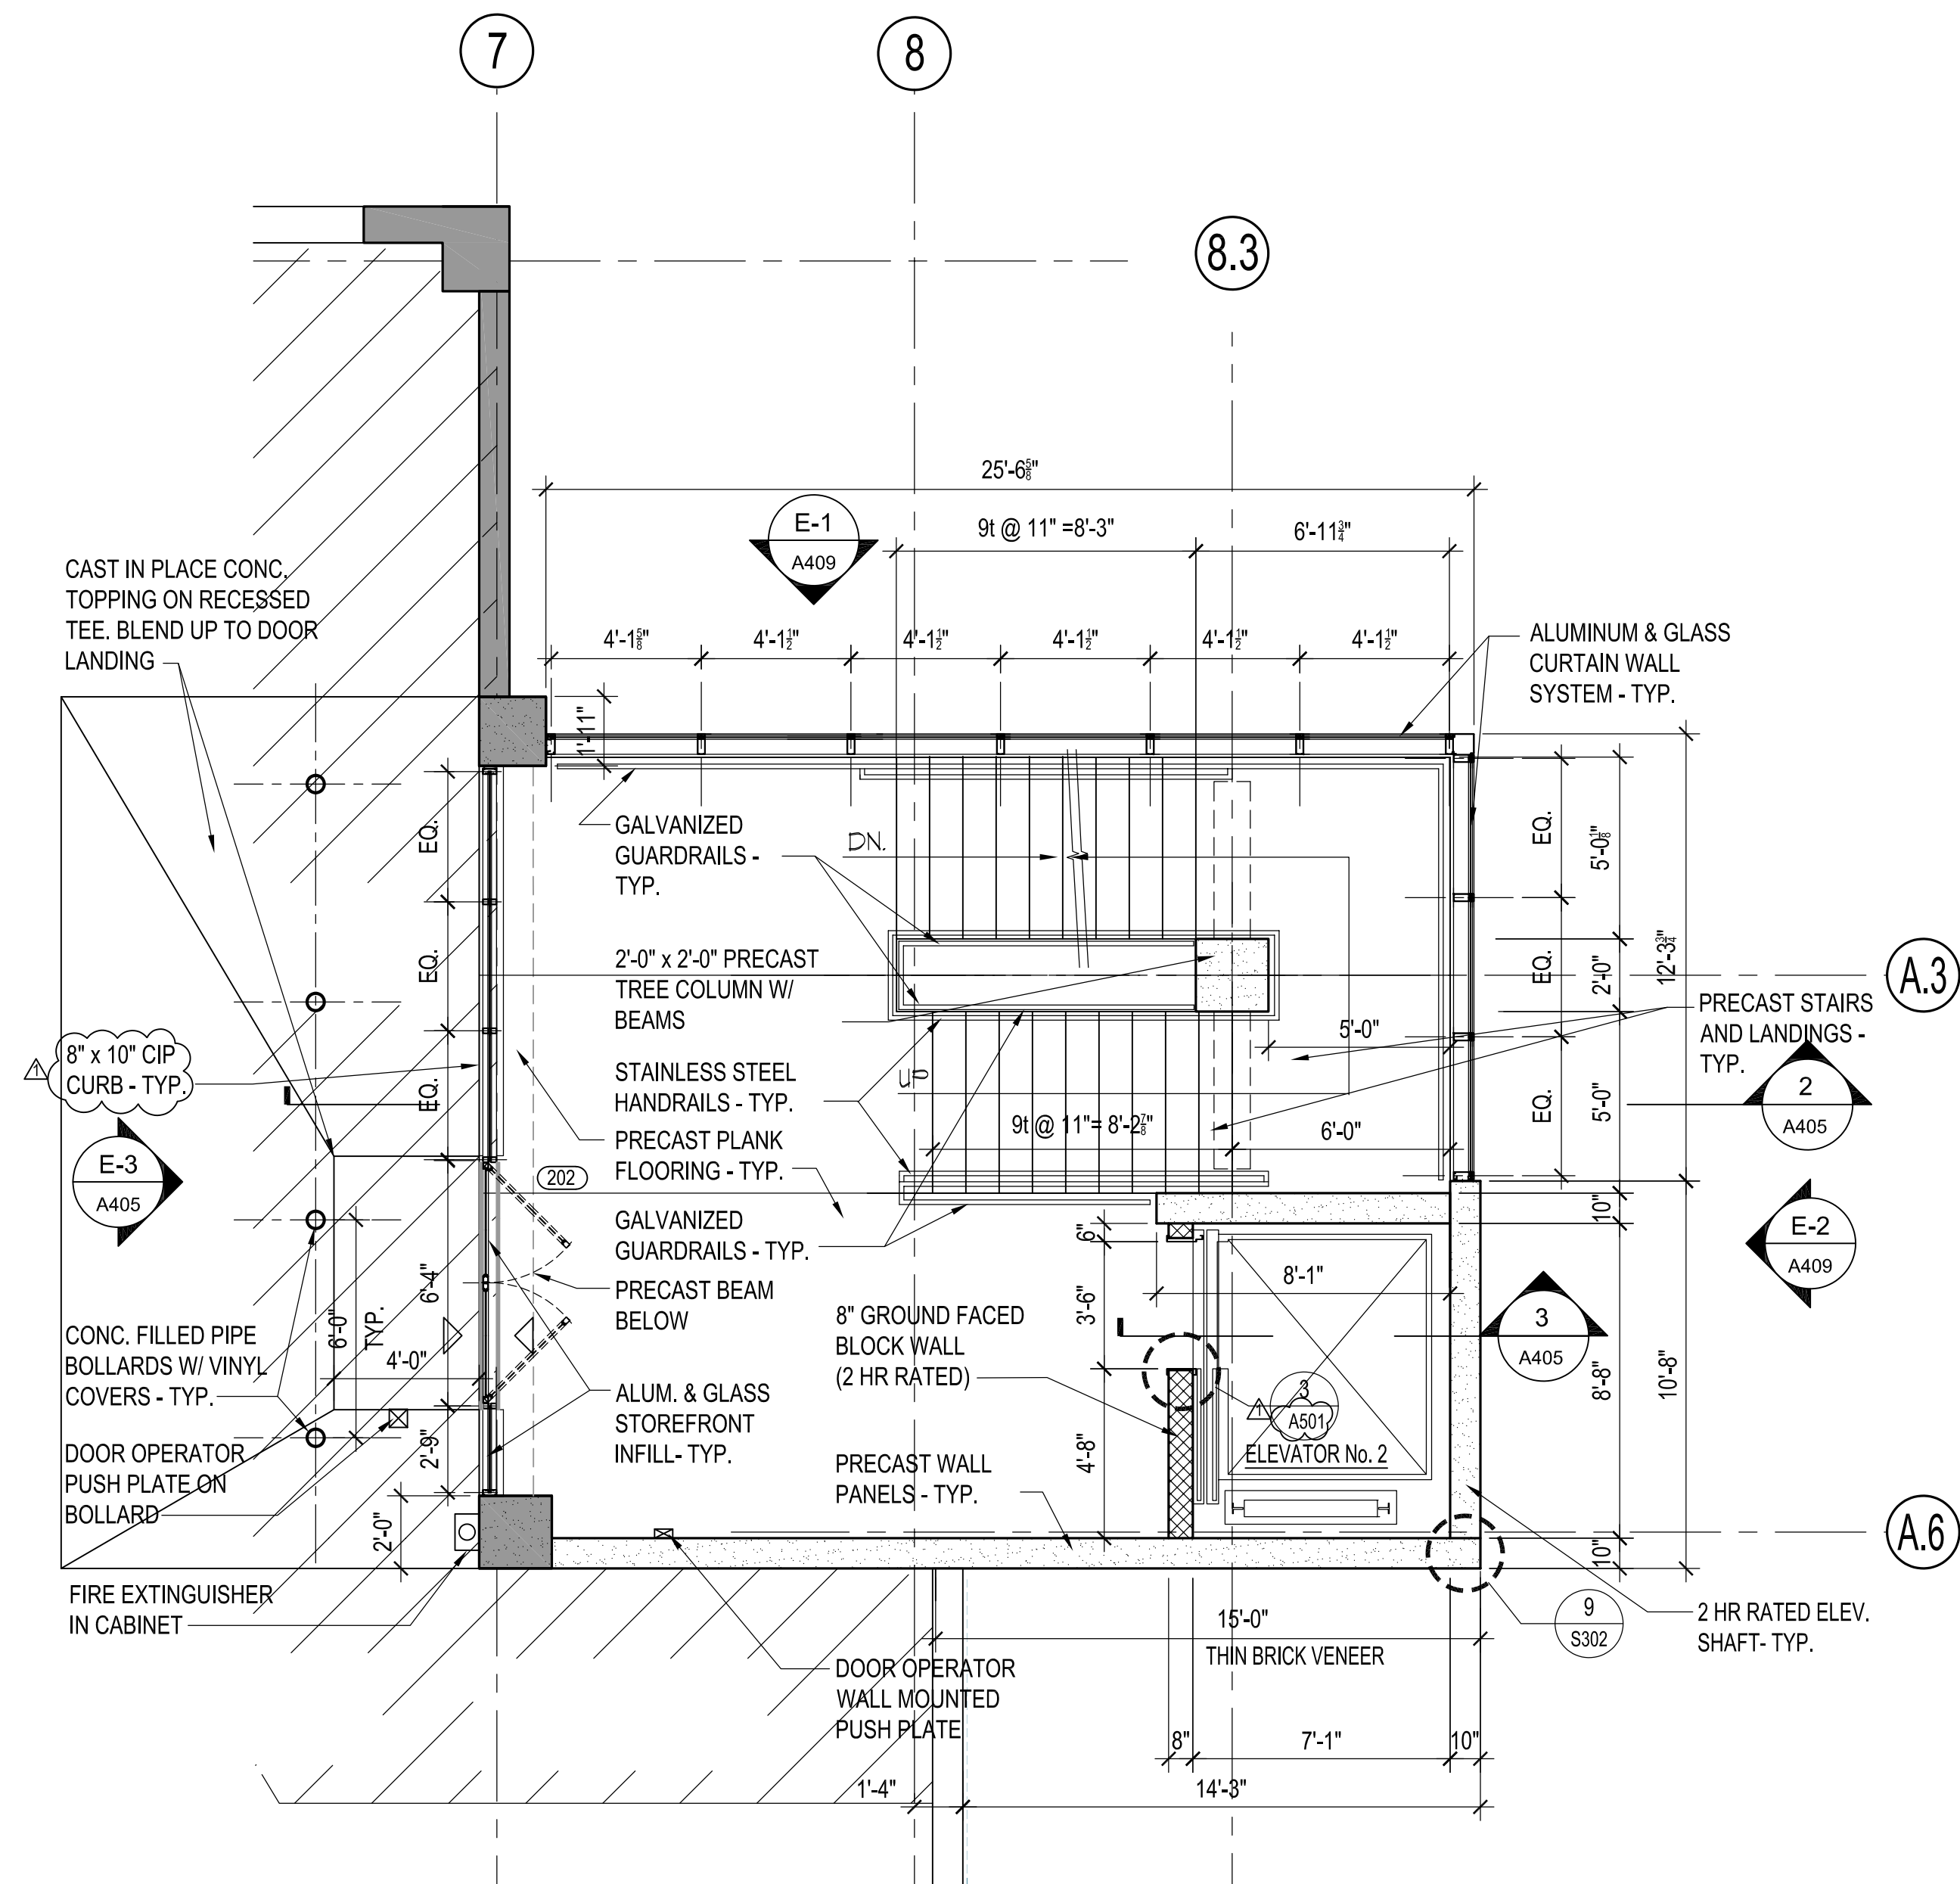 7
8
8.3
25'-6⅝"
E-1
A409
9t @ 11" =8'-3"
6'-11¾"
CAST IN PLACE CONC.
TOPPING ON RECESSED
TEE. BLEND UP TO DOOR
LANDING
4'-1⅝"
4'-1½"
4'-1½"
4'-1½"
4'-1½"
4'-1½"
ALUMINUM & GLASS
CURTAIN WALL
SYSTEM - TYP.
1'-11"
EQ.
EQ.
EQ.
GALVANIZED
GUARDRAILS -
TYP.
DN.
EQ.
EQ.
EQ.
5'-0⅛"
2'-0"
5'-0"
12'-3¾"
A.3
2'-0" x 2'-0" PRECAST
TREE COLUMN W/
BEAMS
PRECAST STAIRS
AND LANDINGS -
TYP.
5'-0"
1
8" x 10" CIP
CURB - TYP.
STAINLESS STEEL
HANDRAILS - TYP.
UP
2
A405
9t @ 11"= 8'-2⅞"
6'-0"
PRECAST PLANK
FLOORING - TYP.
E-3
A405
202
GALVANIZED
GUARDRAILS - TYP.
10"
6"
E-2
A409
PRECAST BEAM
BELOW
8'-1"
6'-4"
6'-0"
TYP.
4'-0"
CONC. FILLED PIPE
BOLLARDS W/ VINYL
COVERS - TYP.
8" GROUND FACED
BLOCK WALL
(2 HR RATED)
3'-6"
3
A405
8'-8"
10'-8"
ALUM. & GLASS
STOREFRONT
INFILL- TYP.
1
3
A501
ELEVATOR No. 2
2'-9"
DOOR OPERATOR
PUSH PLATE ON
BOLLARD
4'-8"
PRECAST WALL
PANELS - TYP.
2'-0"
10"
A.6
FIRE EXTINGUISHER
IN CABINET
15'-0"
THIN BRICK VENEER
9
S302
2 HR RATED ELEV.
SHAFT- TYP.
DOOR OPERATOR
WALL MOUNTED
PUSH PLATE
8"
7'-1"
10"
1'-4"
14'-3"